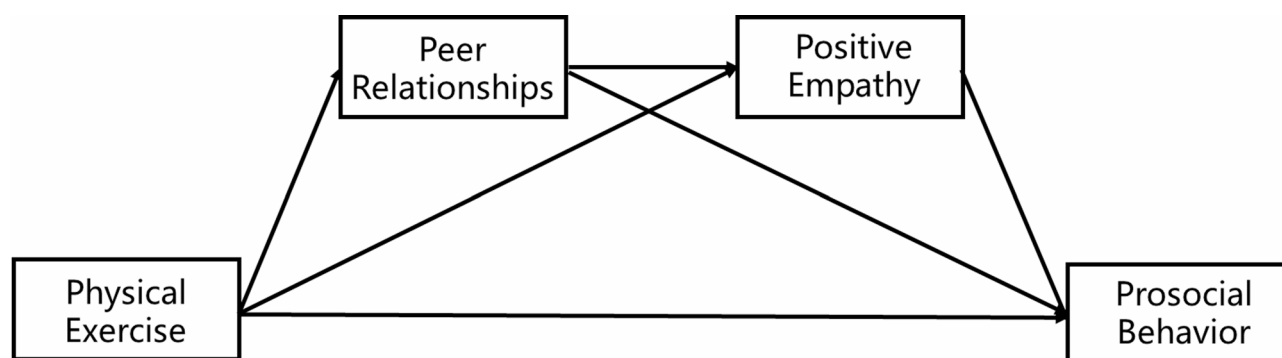 Peer
Relationships
Positive
Empathy
Physical
Exercise
Prosocial
Behavior